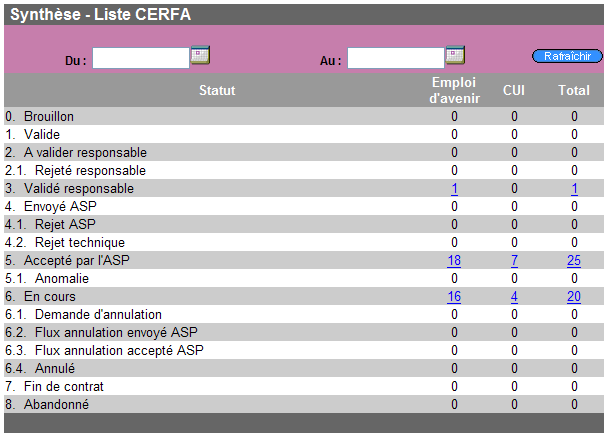 Synthèse - Liste CERFA
Du : Au : Rafraîchir
Statut Emploi d'avenir CUI Total
0. Brouillon 0 0 0
1. Valide 0 0 0
2. A valider responsable 0 0 0
2.1. Rejeté responsable 0 0 0
3. Validé responsable 1 0 1
4. Envoyé ASP 0 0 0
4.1. Rejet ASP 0 0 0
4.2. Rejet technique 0 0 0
5. Accepté par l'ASP 18 7 25
5.1. Anomalie 0 0 0
6. En cours 16 4 20
6.1. Demande d'annulation 0 0 0
6.2. Flux annulation envoyé ASP 0 0 0
6.3. Flux annulation accepté ASP 0 0 0
6.4. Annulé 0 0 0
7. Fin de contrat 0 0 0
8. Abandonné 0 0 0